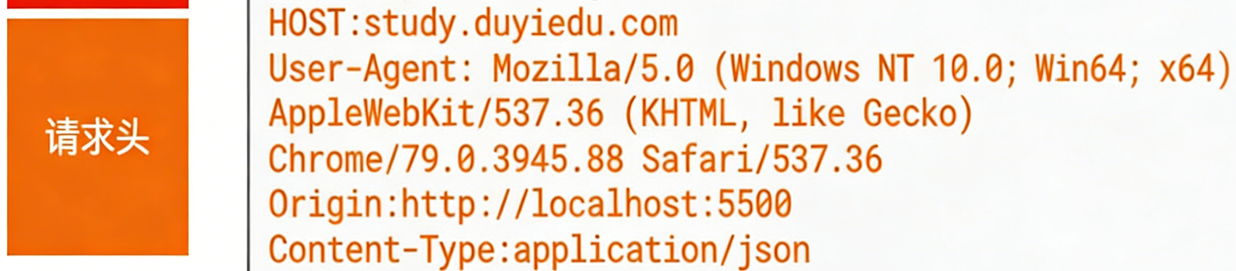 请求头
HOST:study.duyiedu.com
User-Agent: Mozilla/5.0 (Windows NT 10.0; Win64; x64)
AppleWebKit/537.36 (KHTML, like Gecko)
Chrome/79.0.3945.88 Safari/537.36
Origin:http://localhost:5500
Content-Type:application/json